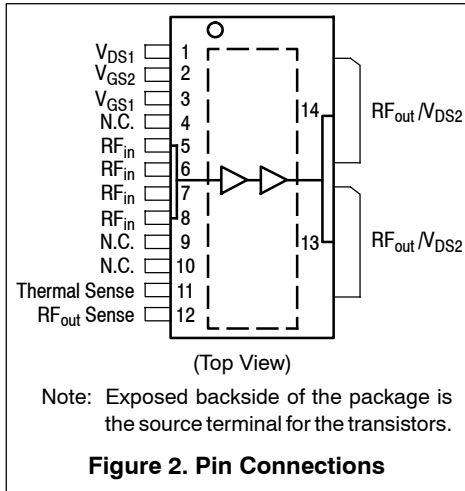 V_DS1 1
V_GS2 2
V_GS1 3
N.C. 4
RF_in 5
RF_in 6
RF_in 7
RF_in 8
N.C. 9
N.C. 10
Thermal Sense 11
RF_out Sense 12
14 RF_out/V_DS2
13 RF_out/V_DS2
(Top View)
Note: Exposed backside of the package is
the source terminal for the transistors.
Figure 2. Pin Connections